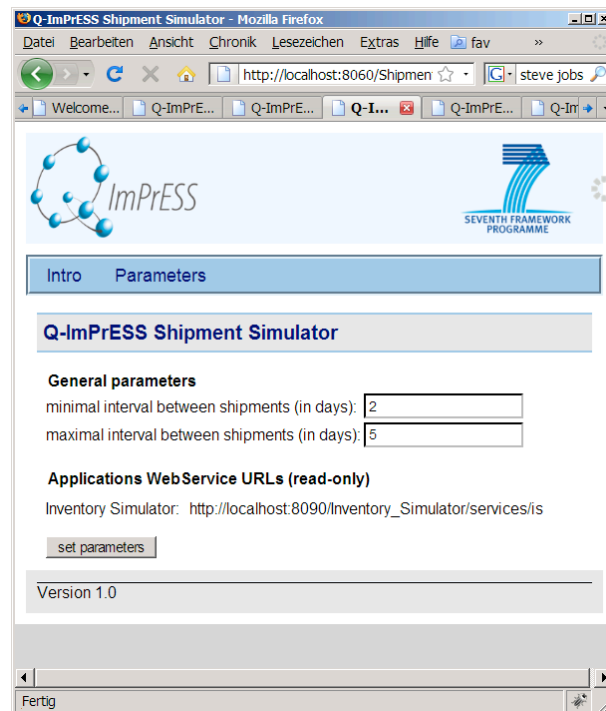 Q-ImPrESS Shipment Simulator - Mozilla Firefox
Datei Bearbeiten Ansicht Chronik Lesezeichen Extras Hilfe fav »
http://localhost:8060/Shipmen G steve jobs
Welcome... Q-ImPrE... Q-ImPrE... Q-I... Q-ImPrE... Q-Im
ImPrESS
SEVENTH FRAMEWORK
PROGRAMME
Intro Parameters
Q-ImPrESS Shipment Simulator
General parameters
minimal interval between shipments (in days): 2
maximal interval between shipments (in days): 5
Applications WebService URLs (read-only)
Inventory Simulator: http://localhost:8090/Inventory_Simulator/services/is
set parameters
Version 1.0
Fertig